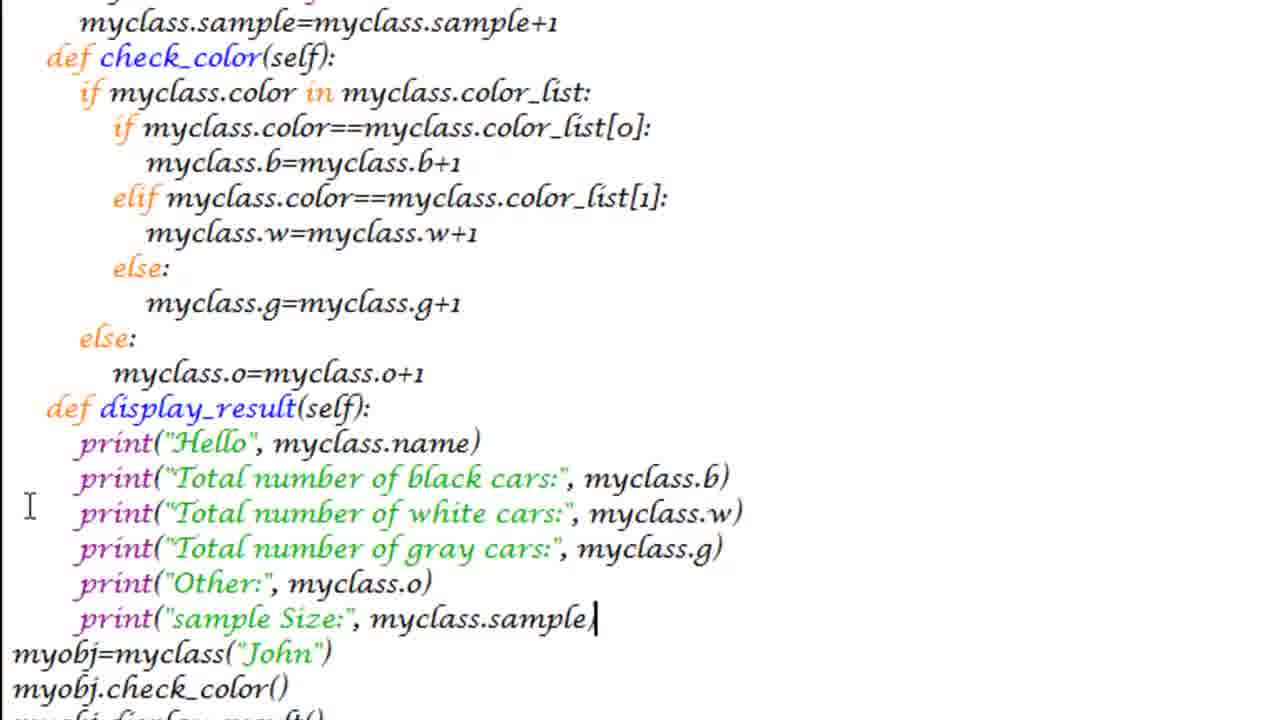 myclass.sample=myclass.sample+1
def check_color(self):
if myclass.color in myclass.color_list:
if myclass.color==myclass.color_list[0]:
myclass.b=myclass.b+1
elif myclass.color==myclass.color_list[1]:
myclass.w=myclass.w+1
else:
myclass.g=myclass.g+1
else:
myclass.o=myclass.o+1
def display_result(self):
print("Hello", myclass.name)
print("Total number of black cars:", myclass.b)
print("Total number of white cars:", myclass.w)
print("Total number of gray cars:", myclass.g)
print("Other:", myclass.o)
print("sample Size:", myclass.sample)
myobj=myclass("John")
myobj.check_color()
myobj.display_result()